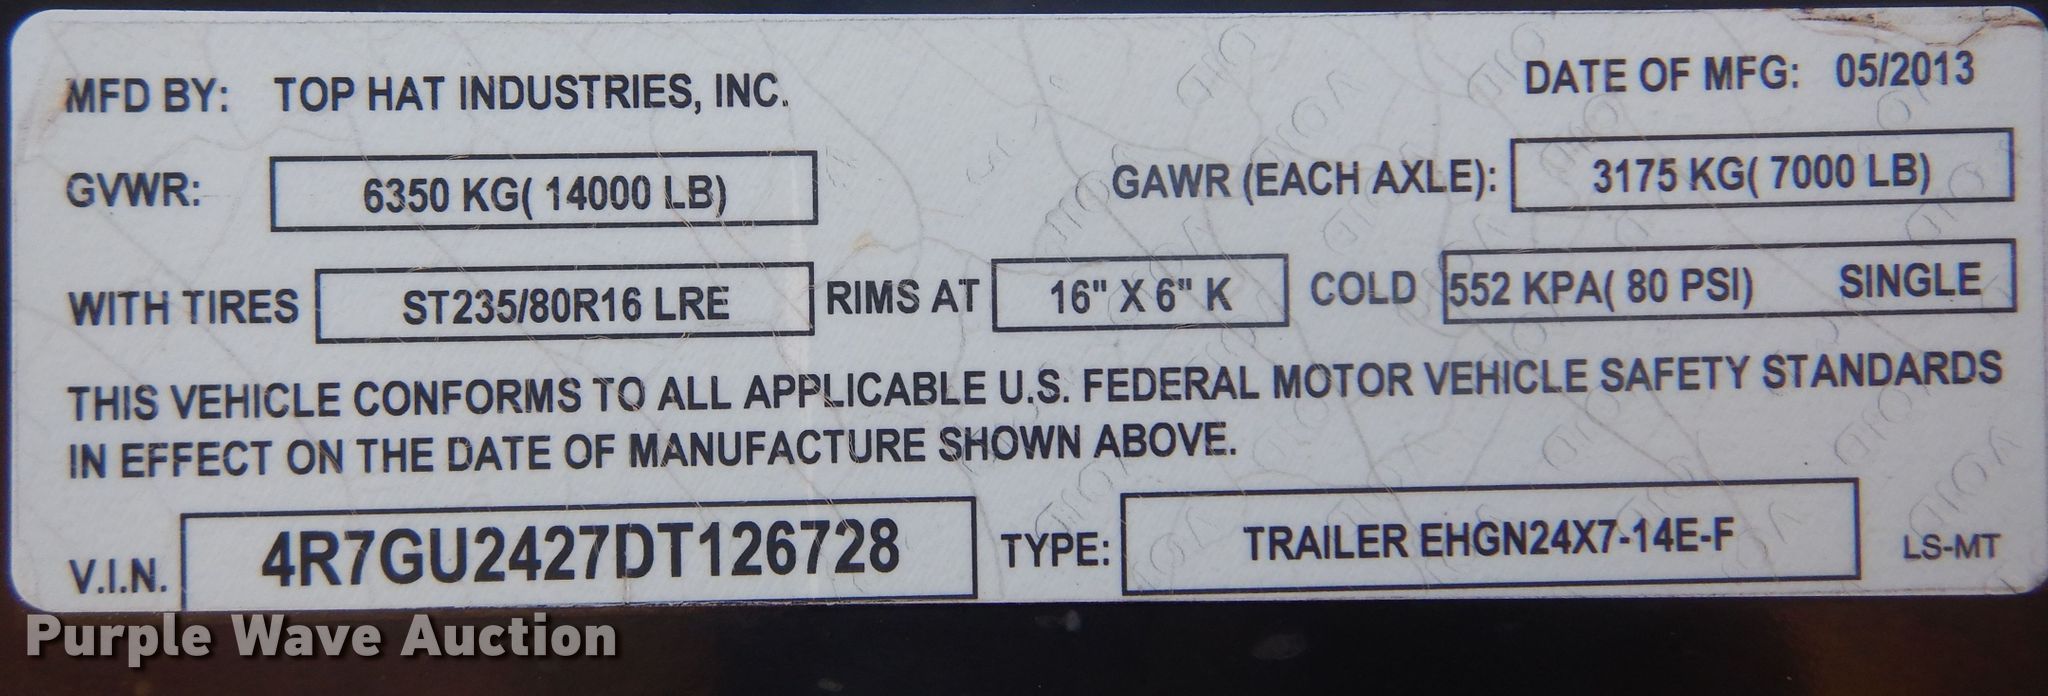 MFD BY: TOP HAT INDUSTRIES, INC. DATE OF MFG: 05/2013
GVWR: 6350 KG( 14000 LB) GAWR (EACH AXLE): 3175 KG( 7000 LB)
WITH TIRES ST235/80R16 LRE RIMS AT 16" X 6" K COLD 552 KPA( 80 PSI) SINGLE
THIS VEHICLE CONFORMS TO ALL APPLICABLE U.S. FEDERAL MOTOR VEHICLE SAFETY STANDARDS
IN EFFECT ON THE DATE OF MANUFACTURE SHOWN ABOVE.
V.I.N. 4R7GU2427DT126728 TYPE: TRAILER EHGN24X7-14E-F LS-MT
Purple Wave Auction